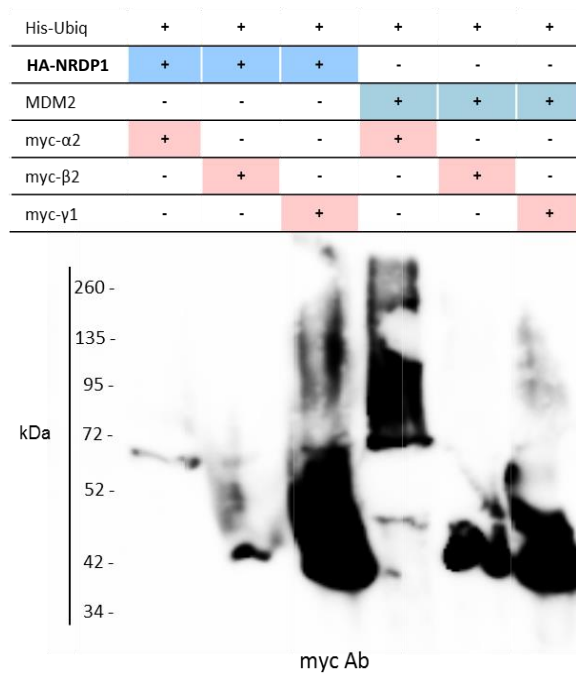 His-Ubiq + + + + + +
HA-NRDP1 + + + - - -
MDM2 - - - + + +
myc-α2 + - - + - -
myc-β2 - + - - + -
myc-γ1 - - + - - +
260 -
135 -
95 -
kDa
72 -
52 -
42 -
34 -
myc Ab